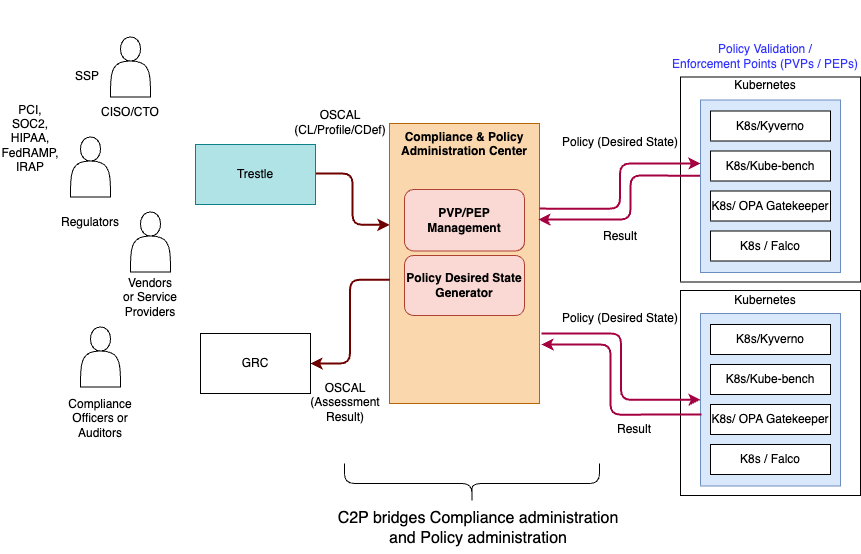 SSP
CISO/CTO
PCI,
SOC2,
HIPAA,
FedRAMP,
IRAP
Regulators
Vendors
or Service
Providers
Compliance
Officers or
Auditors
Trestle
OSCAL
(CL/Profile/CDef)
GRC
OSCAL
(Assessment
Result)
Compliance & Policy
Administration Center
PVP/PEP
Management
Policy Desired State
Generator
Policy (Desired State)
Result
Policy (Desired State)
Result
Policy Validation /
Enforcement Points (PVPs / PEPs)
Kubernetes
K8s/Kyverno
K8s/Kube-bench
K8s/ OPA Gatekeeper
K8s / Falco
Kubernetes
K8s/Kyverno
K8s/Kube-bench
K8s/ OPA Gatekeeper
K8s / Falco
C2P bridges Compliance administration
and Policy administration